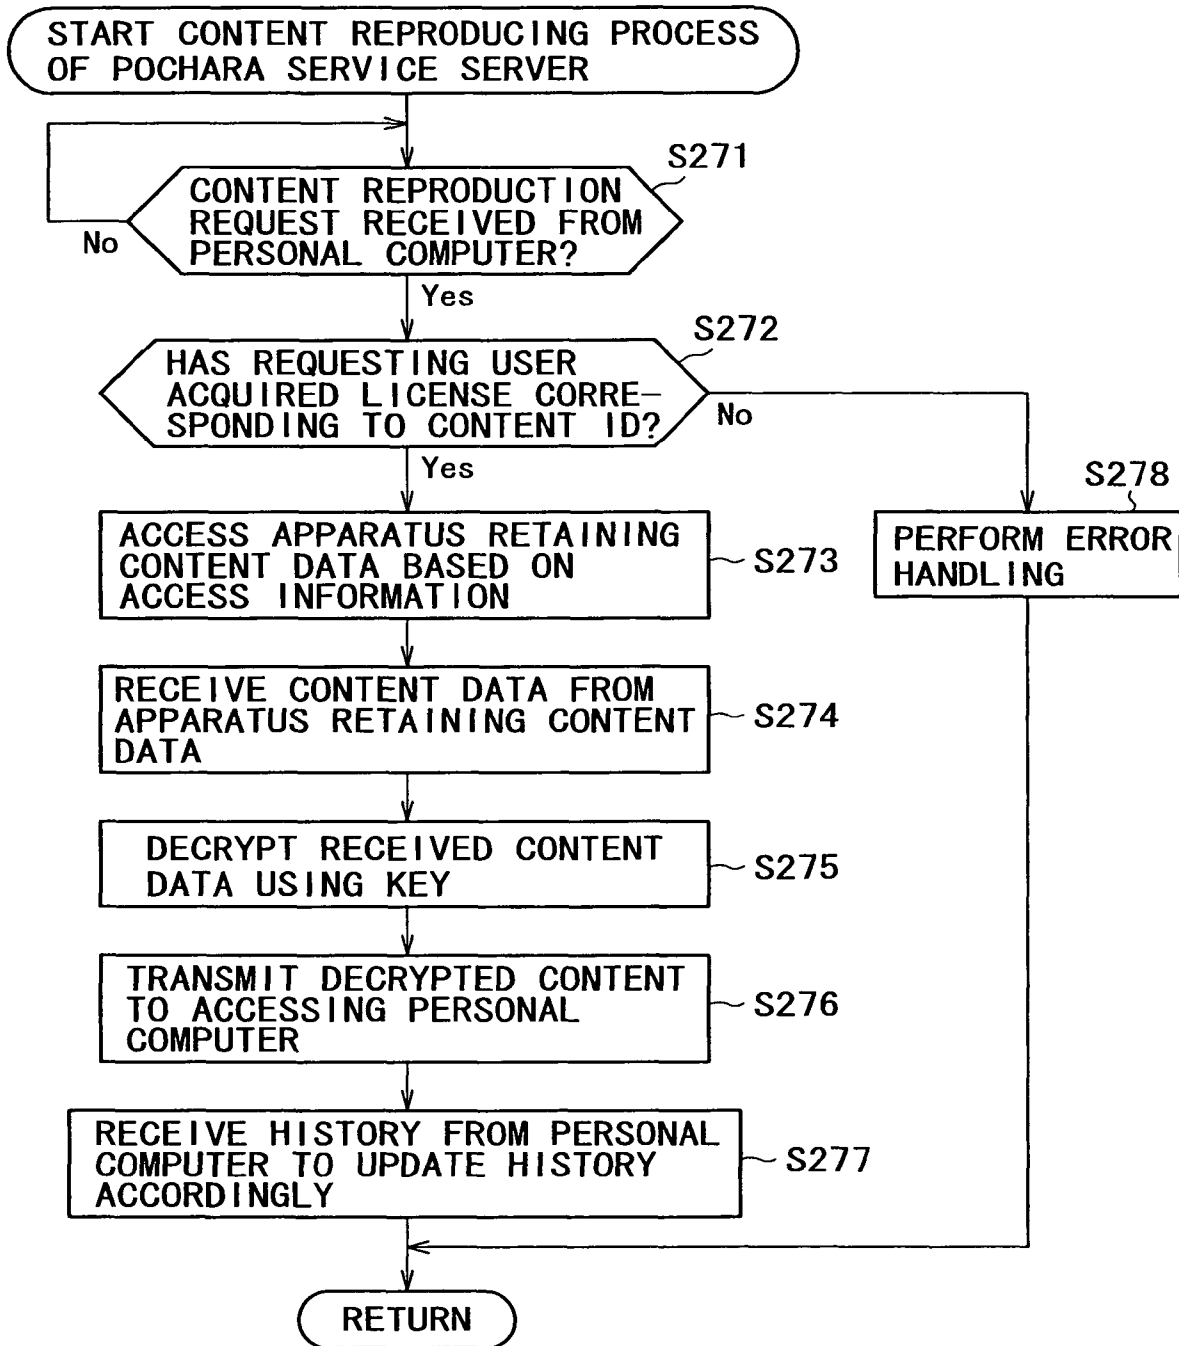 START CONTENT REPRODUCING PROCESS
OF POCHARA SERVICE SERVER
S271
CONTENT REPRODUCTION
REQUEST RECEIVED FROM
PERSONAL COMPUTER?
No
Yes
S272
HAS REQUESTING USER
ACQUIRED LICENSE CORRE-
SPONDING TO CONTENT ID?
No
Yes
S278
PERFORM ERROR
HANDLING
ACCESS APPARATUS RETAINING
CONTENT DATA BASED ON
ACCESS INFORMATION
S273
RECEIVE CONTENT DATA FROM
APPARATUS RETAINING CONTENT
DATA
S274
DECRYPT RECEIVED CONTENT
DATA USING KEY
S275
TRANSMIT DECRYPTED CONTENT
TO ACCESSING PERSONAL
COMPUTER
S276
RECEIVE HISTORY FROM PERSONAL
COMPUTER TO UPDATE HISTORY
ACCORDINGLY
S277
RETURN